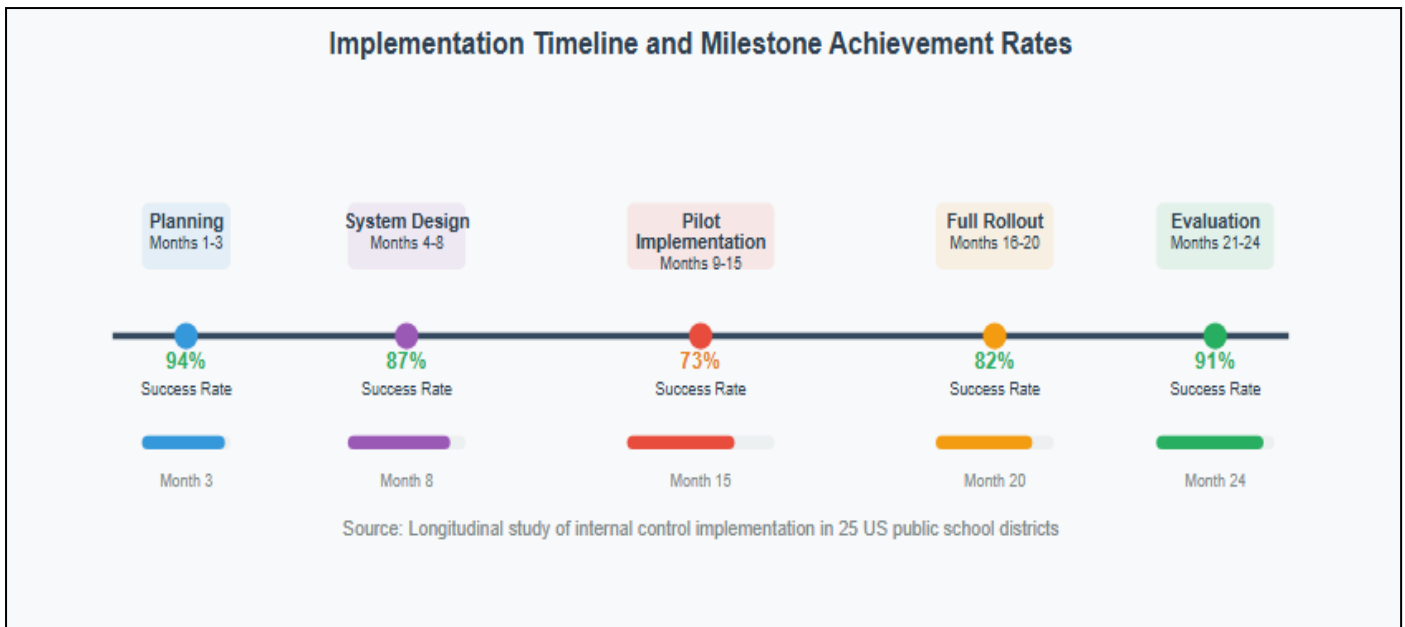 Implementation Timeline and Milestone Achievement Rates
Planning
Months 1-3
System Design
Months 4-8
Pilot
Implementation
Months 9-15
Full Rollout
Months 16-20
Evaluation
Months 21-24
94%
Success Rate
Month 3
87%
Success Rate
Month 8
73%
Success Rate
Month 15
82%
Success Rate
Month 20
91%
Success Rate
Month 24
Source: Longitudinal study of internal control implementation in 25 US public school districts